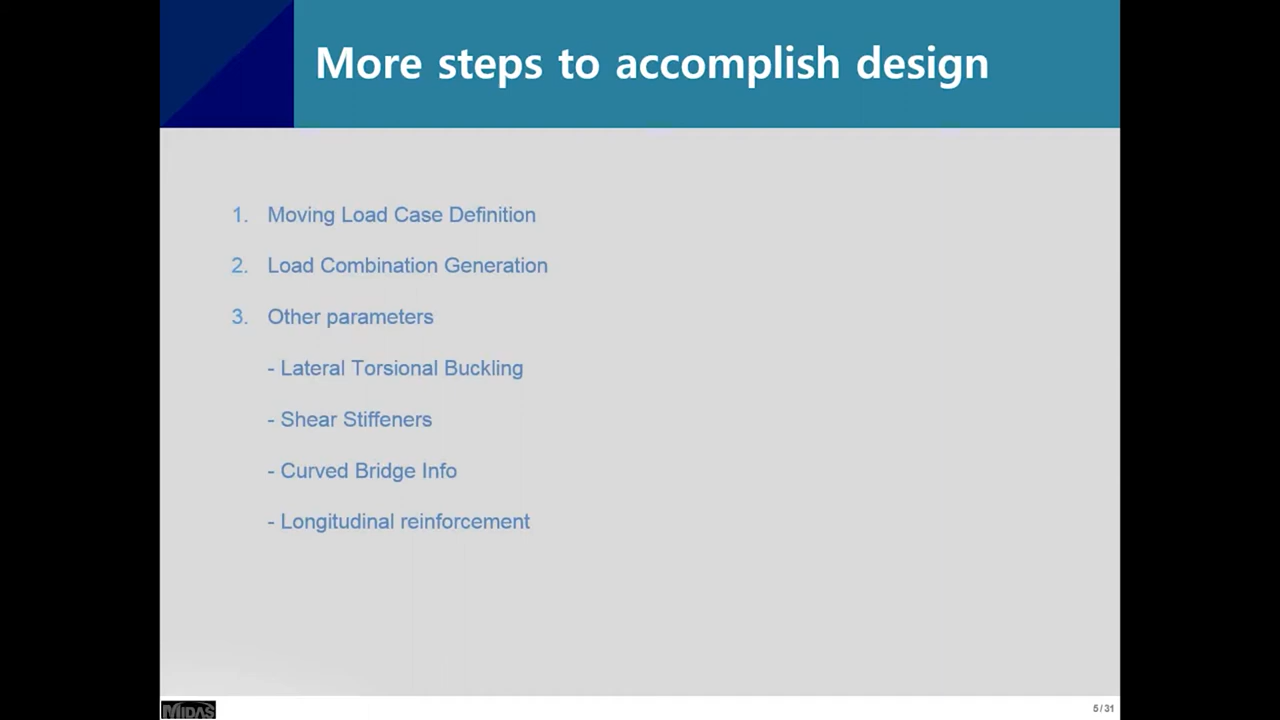 More steps to accomplish design
1. Moving Load Case Definition
2. Load Combination Generation
3. Other parameters
- Lateral Torsional Buckling
- Shear Stiffeners
- Curved Bridge Info
- Longitudinal reinforcement
MIDAS
5 / 31